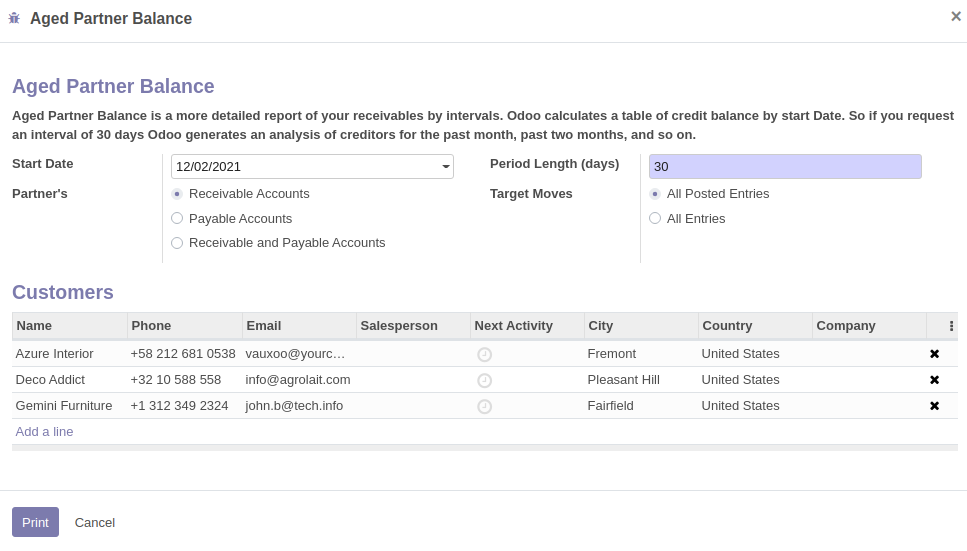 Aged Partner Balance
×
Aged Partner Balance
Aged Partner Balance is a more detailed report of your receivables by intervals. Odoo calculates a table of credit balance by start Date. So if you request
an interval of 30 days Odoo generates an analysis of creditors for the past month, past two months, and so on.
Start Date 12/02/2021 Period Length (days) 30
Partner's Receivable Accounts Target Moves All Posted Entries
Payable Accounts All Entries
Receivable and Payable Accounts
Customers
Name Phone Email Salesperson Next Activity City Country Company
Azure Interior +58 212 681 0538 vauxoo@yourc… Fremont United States
Deco Addict +32 10 588 558 info@agrolait.com Pleasant Hill United States
Gemini Furniture +1 312 349 2324 john.b@tech.info Fairfield United States
Add a line
Print Cancel